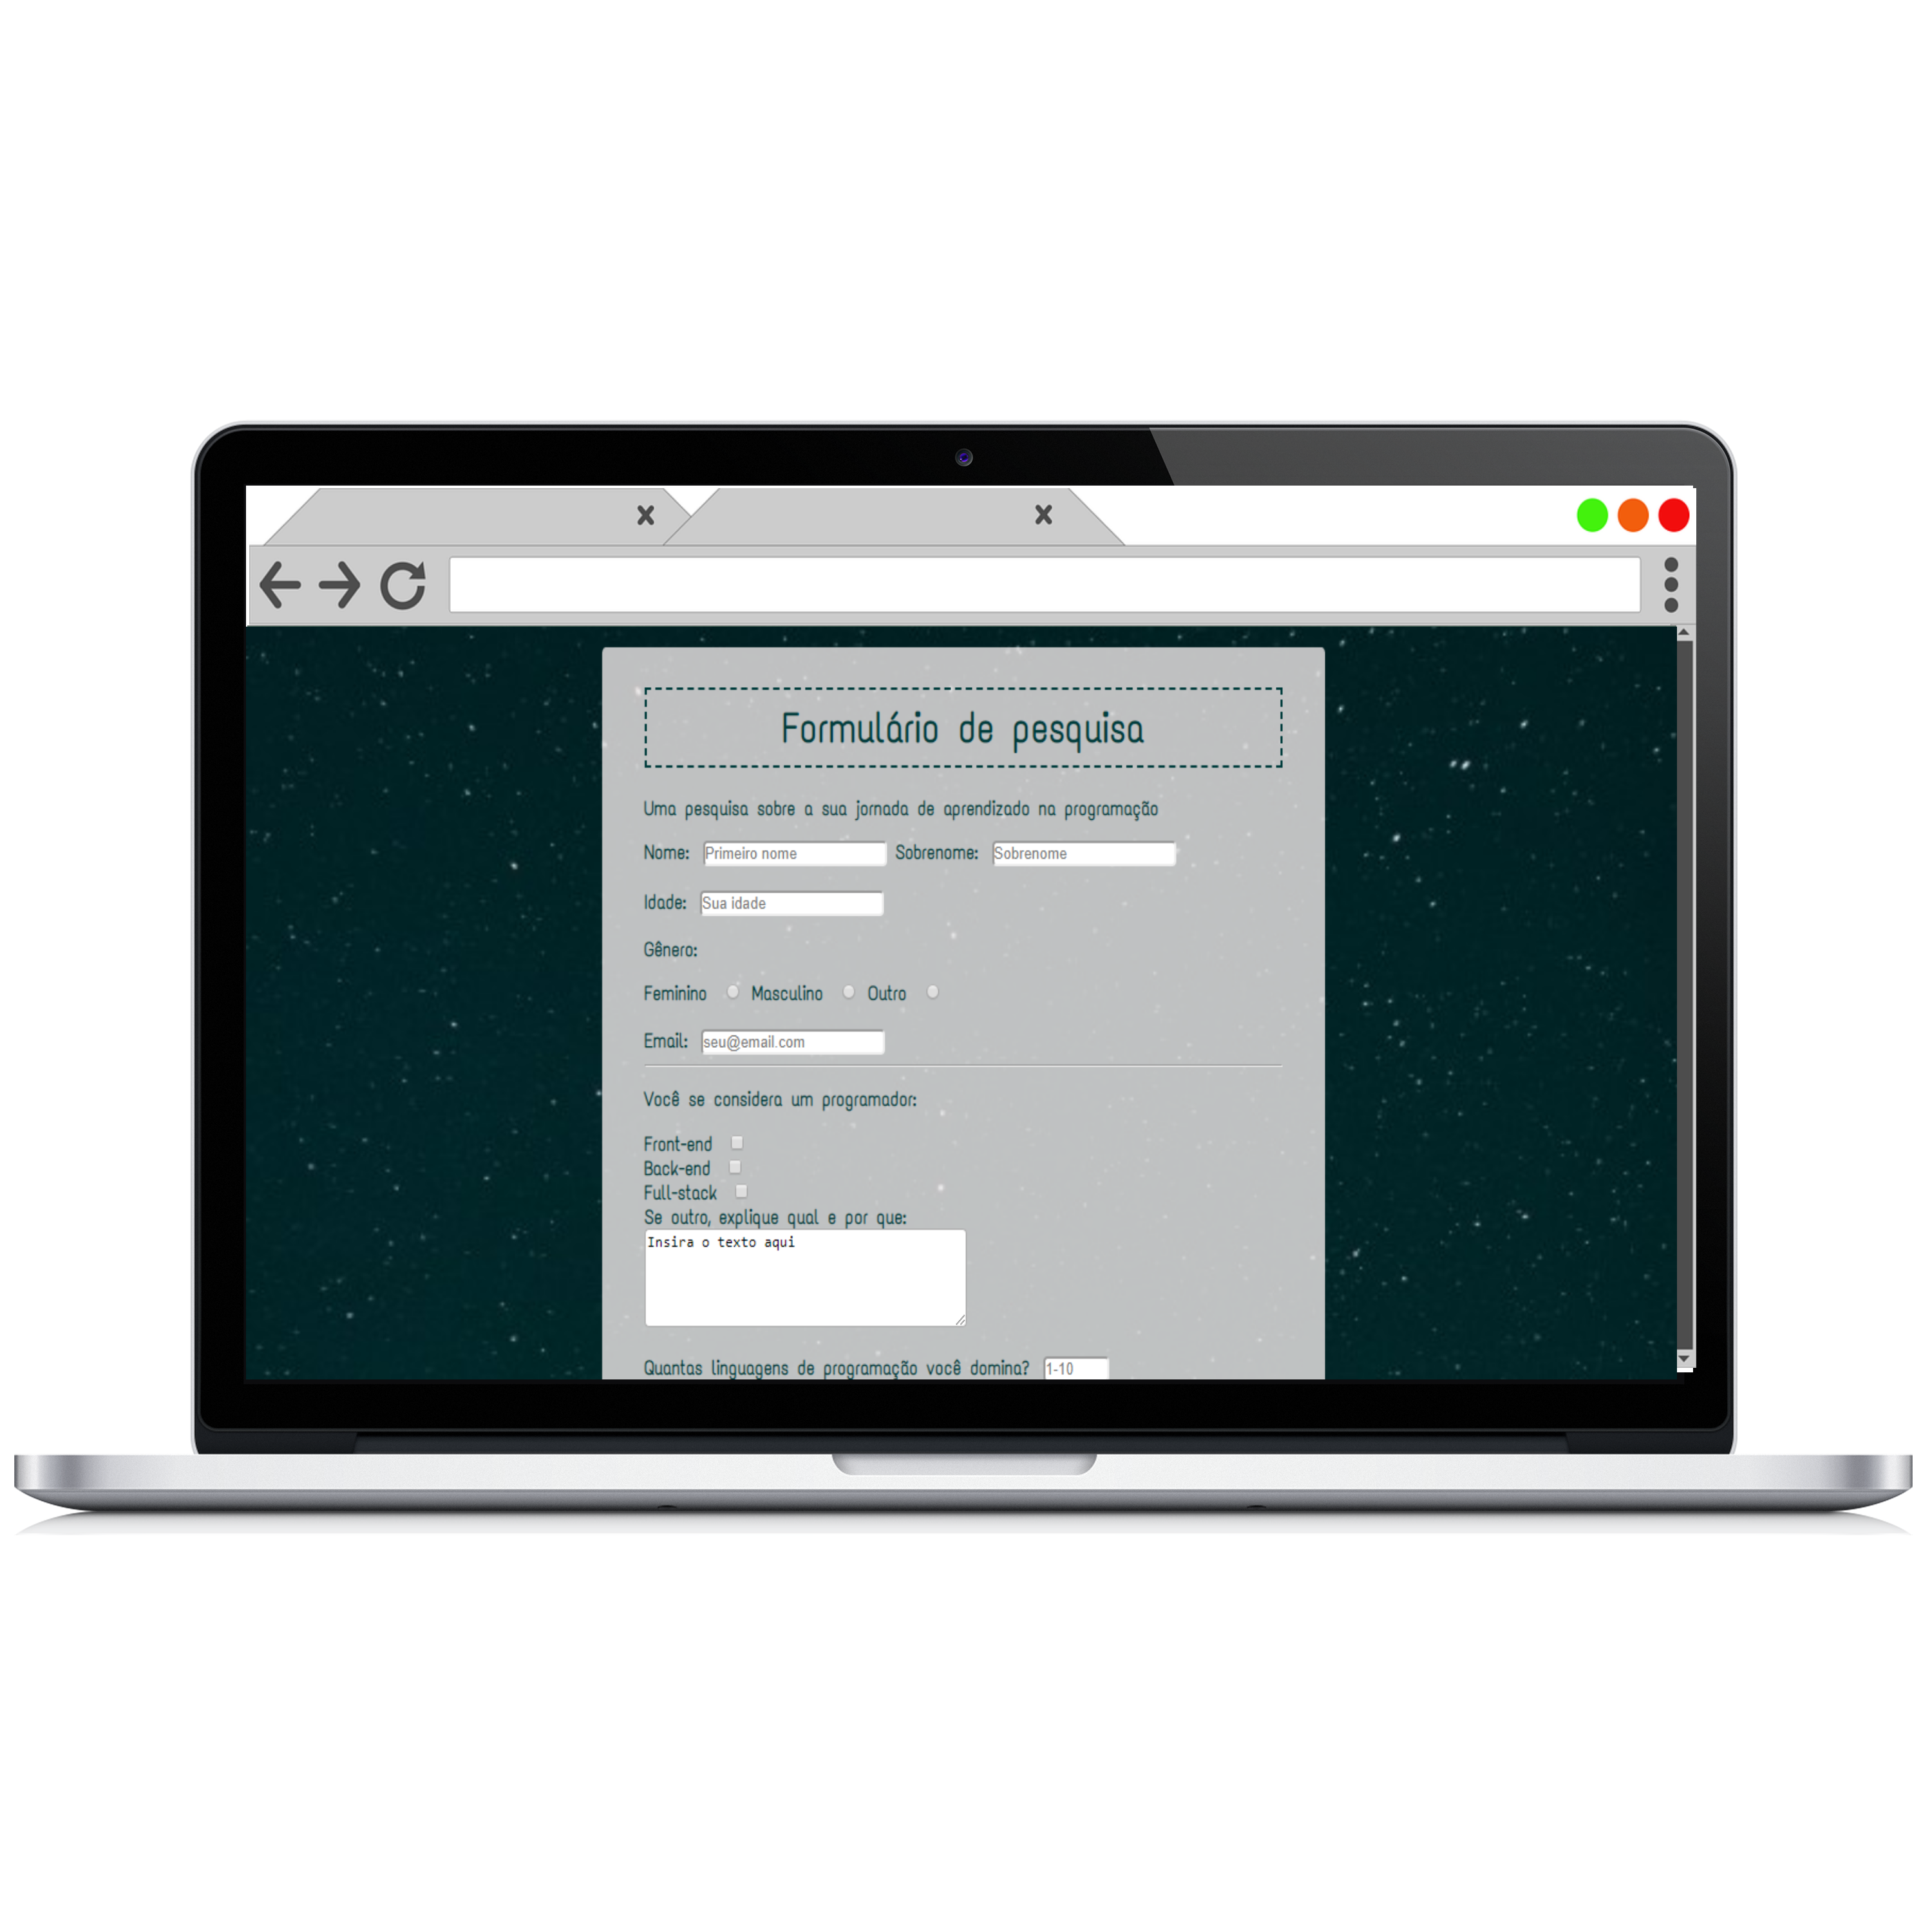 Formulário de pesquisa
Uma pesquisa sobre a sua jornada de aprendizado na programação
Nome: Primeiro nome Sobrenome: Sobrenome
Idade: Sua idade
Gênero:
Feminino Masculino Outro
Email: seu@email.com
Você se considera um programador:
Front-end
Back-end
Full-stack
Se outro, explique qual e por que:
Insira o texto aqui
Quantas linguagens de programação você domina? 1-10